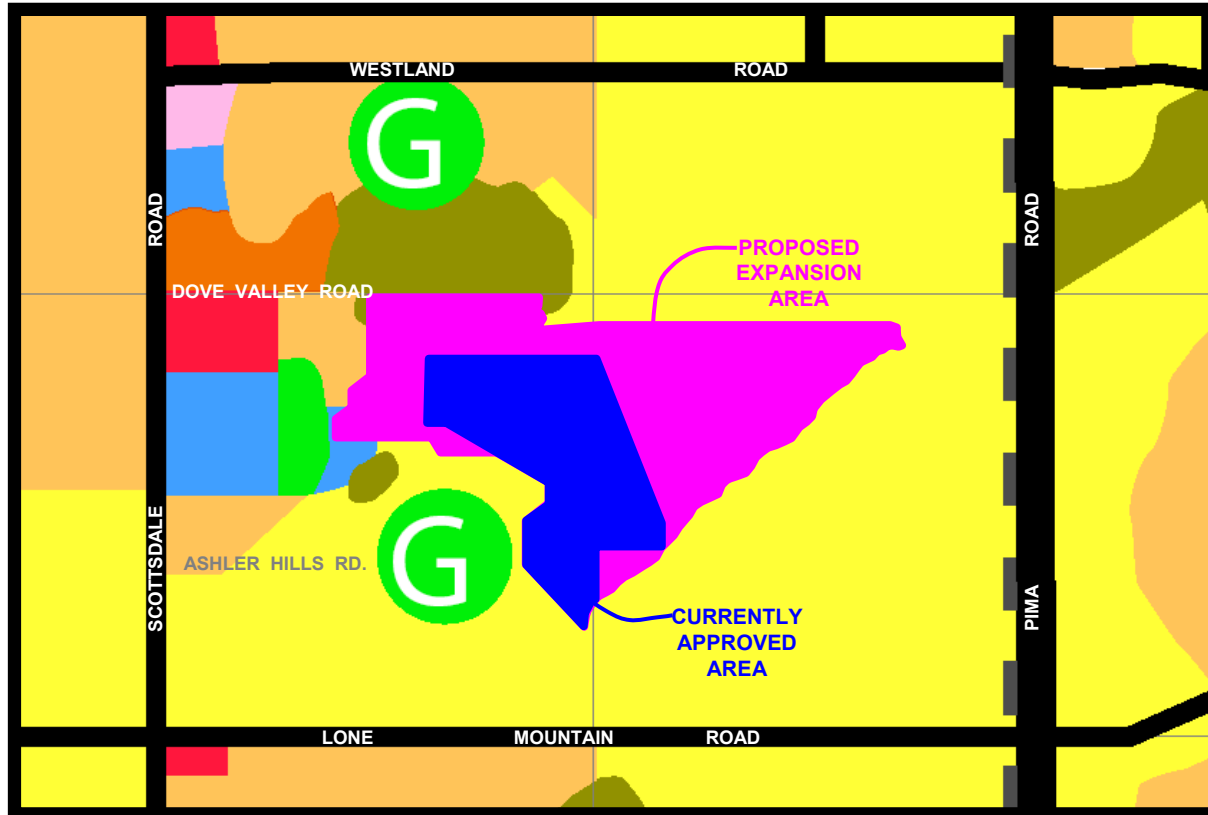 WESTLAND ROAD
G
ROAD
ROAD
PROPOSED
EXPANSION
AREA
DOVE VALLEY ROAD
SCOTTSDALE
ASHLER HILLS RD.
G
PIMA
CURRENTLY
APPROVED
AREA
LONE MOUNTAIN ROAD